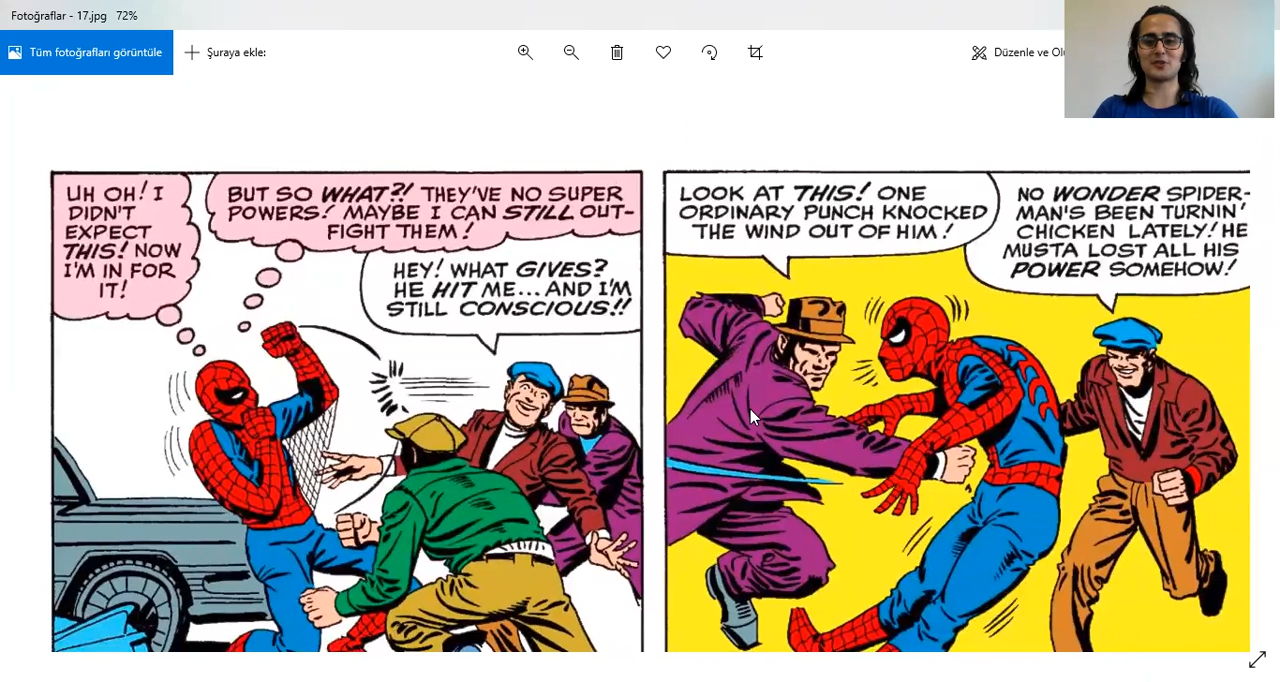 Fotoğraflar - 17.jpg 72%
Tüm fotoğrafları görüntüle
Şuraya ekle:
Düzenle ve Ol
UH OH! I
DIDN'T
EXPECT
THIS! NOW
I'M IN FOR
IT!
BUT SO WHAT?! THEY'VE NO SUPER
POWERS! MAYBE I CAN STILL OUT-
FIGHT THEM!
HEY! WHAT GIVES?
HE HIT ME...AND I'M
STILL CONSCIOUS!!
LOOK AT THIS! ONE
ORDINARY PUNCH KNOCKED
THE WIND OUT OF HIM!
NO WONDER SPIDER-
MAN'S BEEN TURNIN'
CHICKEN LATELY! HE
MUSTA LOST ALL HIS
POWER SOMEHOW!